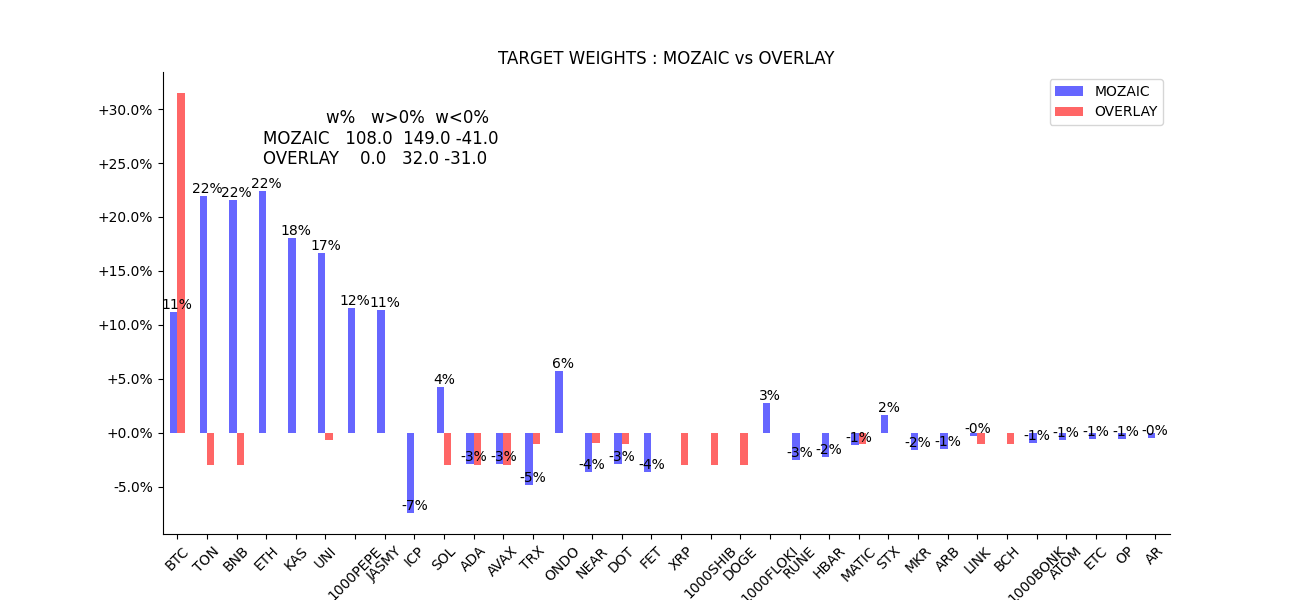 TARGET WEIGHTS : MOZAIC vs OVERLAY
MOZAIC
OVERLAY
w% w>0% w<0%
MOZAIC 108.0 149.0 -41.0
OVERLAY 0.0 32.0 -31.0
+30.0%
+25.0%
+20.0%
+15.0%
+10.0%
+5.0%
+0.0%
-5.0%
11%
22%
22%
22%
18%
17%
12%
11%
-7%
4%
-3%
-3%
-5%
6%
-4%
-3%
-4%
3%
-3%
-2%
-1%
2%
-2%
-1%
-0%
-1%
-1%
-1%
-1%
-0%
BTC
TON
BNB
ETH
KAS
UNI
1000PEPE
JASMY
ICP
SOL
ADA
AVAX
TRX
ONDO
NEAR
DOT
FET
XRP
1000SHIB
DOGE
1000FLOKI
RUNE
HBAR
MATIC
STX
MKR
ARB
LINK
BCH
1000BONK
ATOM
ETC
OP
AR